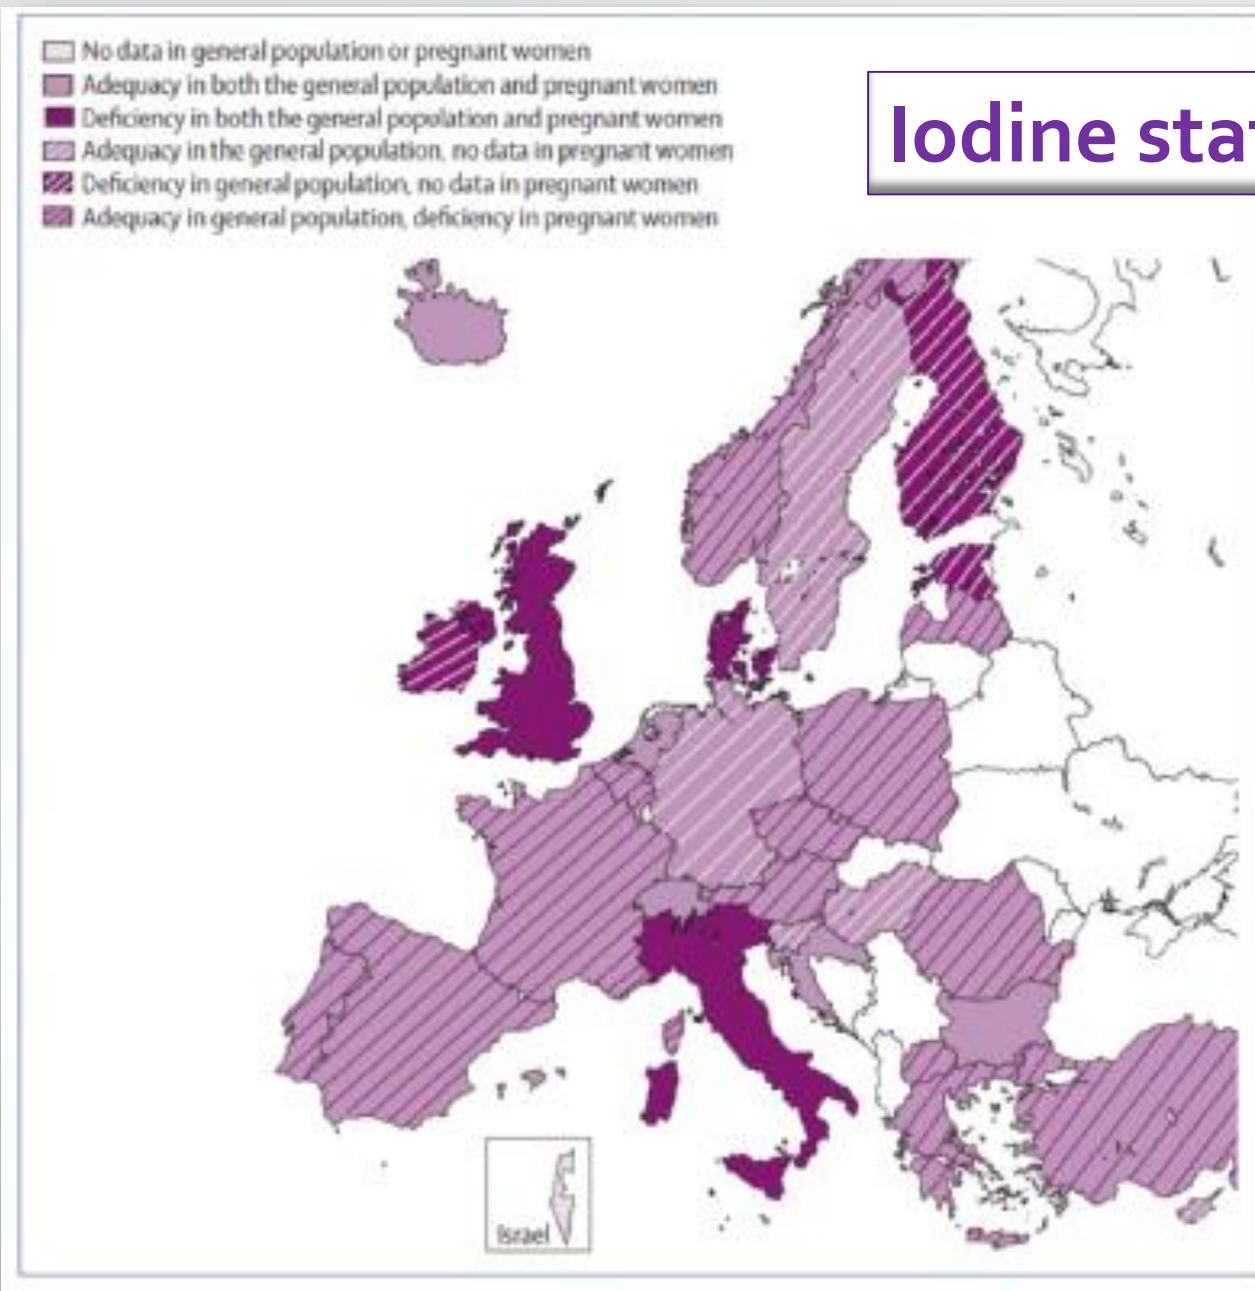 No data in general population or pregnant women
Adequacy in both the general population and pregnant women
Deficiency in both the general population and pregnant women
Adequacy in the general population, no data in pregnant women
Deficiency in general population, no data in pregnant women
Adequacy in general population, deficiency in pregnant women
Iodine stat
Israel